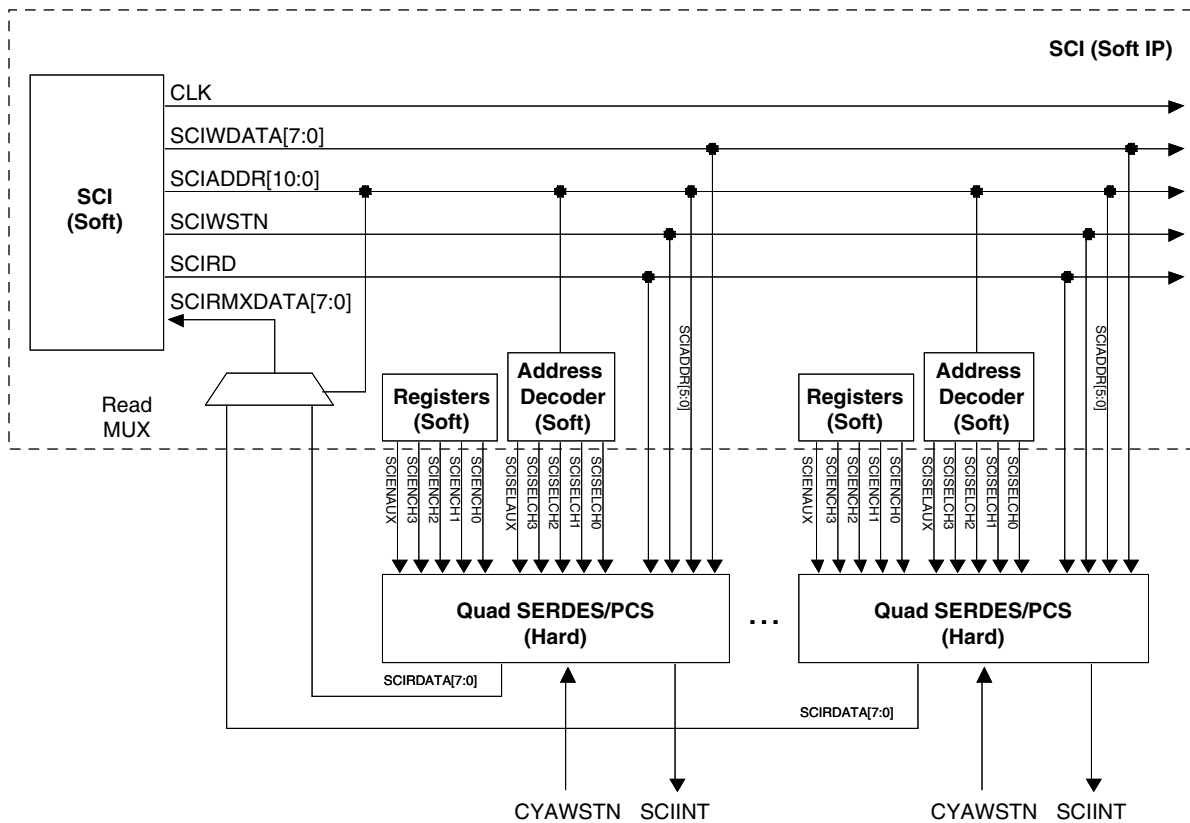 SCI (Soft IP)
CLK
SCIWDATA[7:0]
SCIADDR[10:0]
SCI
(Soft)
SCIWSTN
SCIRD
SCIRMXDATA[7:0]
Read
MUX
Registers
(Soft)
Address
Decoder
(Soft)
SCIADDR[5:0]
Registers
(Soft)
Address
Decoder
(Soft)
SCIADDR[5:0]
SCIENAUX
SCIENCH3
SCIENCH2
SCIENCH1
SCIENCH0
SCISELAUX
SCISELCH3
SCISELCH2
SCISELCH1
SCISELCH0
SCIENAUX
SCIENCH3
SCIENCH2
SCIENCH1
SCIENCH0
SCISELAUX
SCISELCH3
SCISELCH2
SCISELCH1
SCISELCH0
Quad SERDES/PCS
(Hard)
...
Quad SERDES/PCS
(Hard)
SCIRDATA[7:0]
SCIRDATA[7:0]
CYAWSTN
SCIINT
CYAWSTN
SCIINT